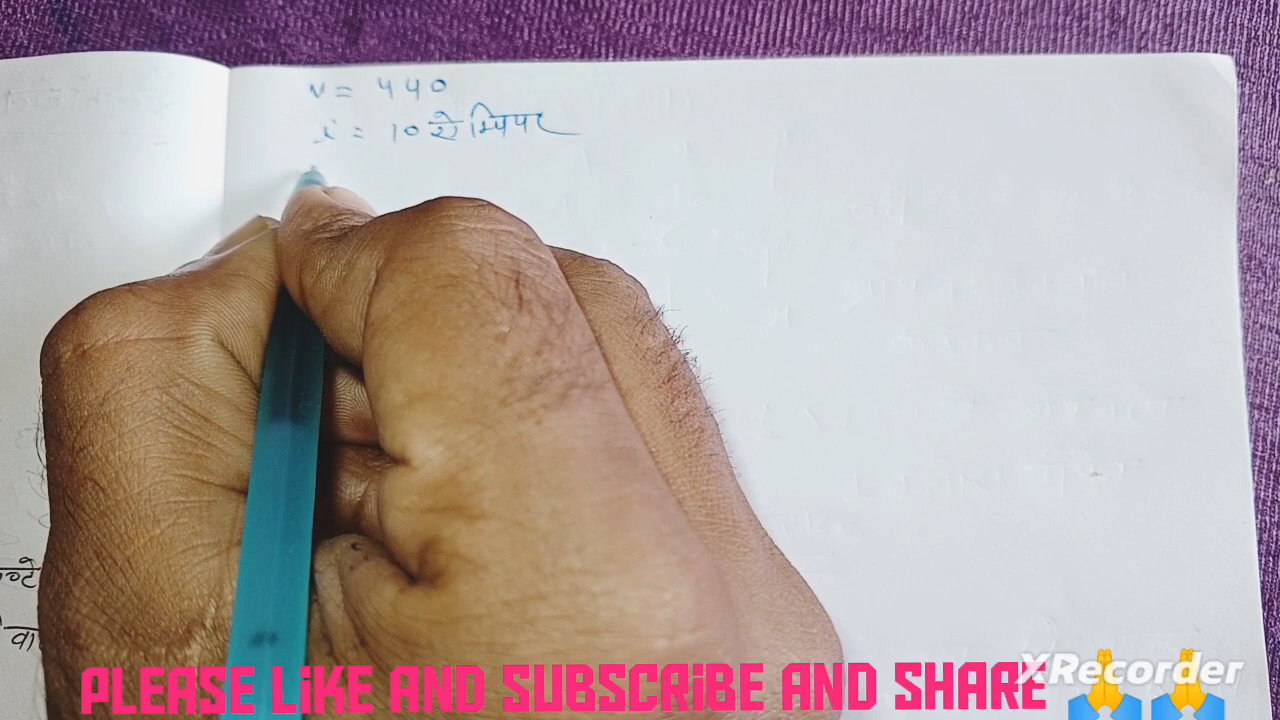 v = 440
i = 10 ऐम्पियर
ण्टे
वा
PLEASE LiKE AND SUBSCRiBE AND SHARE
XRecorder